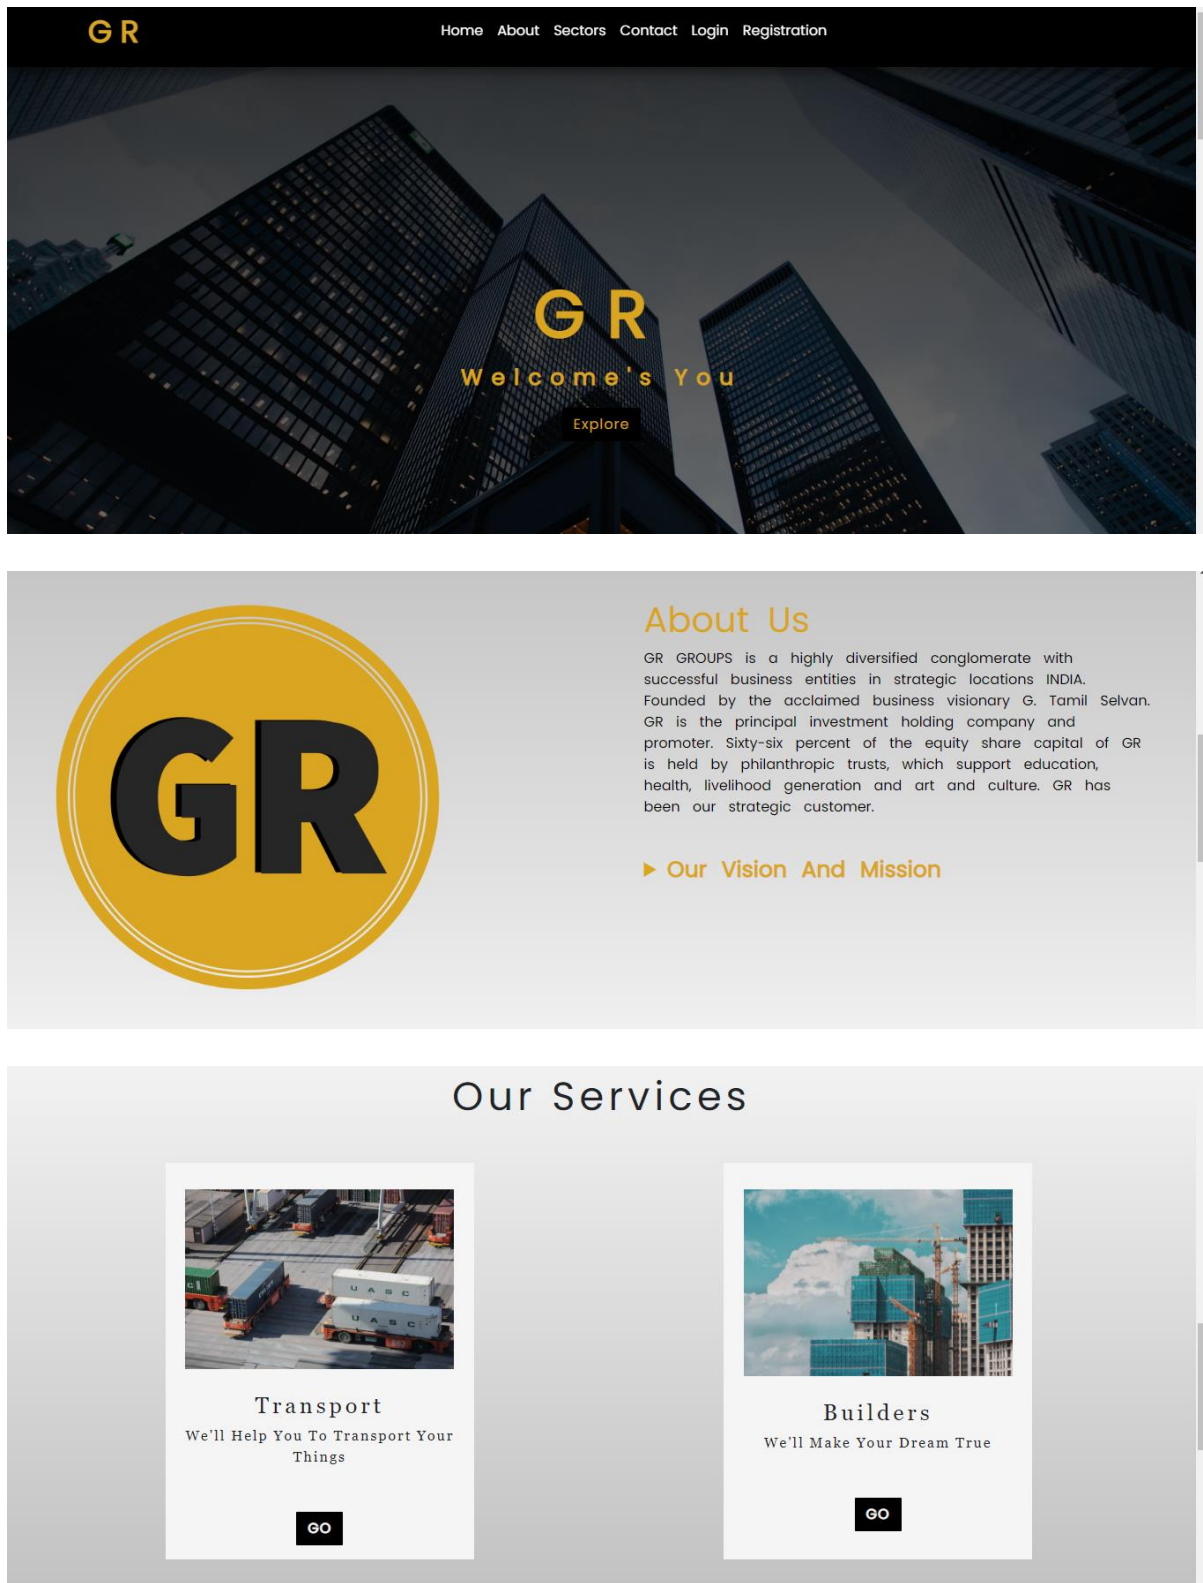 G R
Home About Sectors Contact Login Registration
G R
Welcome's You
Explore
GR
About Us
GR GROUPS is a highly diversified conglomerate with
successful business entities in strategic locations INDIA.
Founded by the acclaimed business visionary G. Tamil Selvan.
GR is the principal investment holding company and
promoter. Sixty-six percent of the equity share capital of GR
is held by philanthropic trusts, which support education,
health, livelihood generation and art and culture. GR has
been our strategic customer.
Our Vision And Mission
Our Services
UASC
UASC
Transport
We'll Help You To Transport Your
Things
GO
Builders
We'll Make Your Dream True
GO